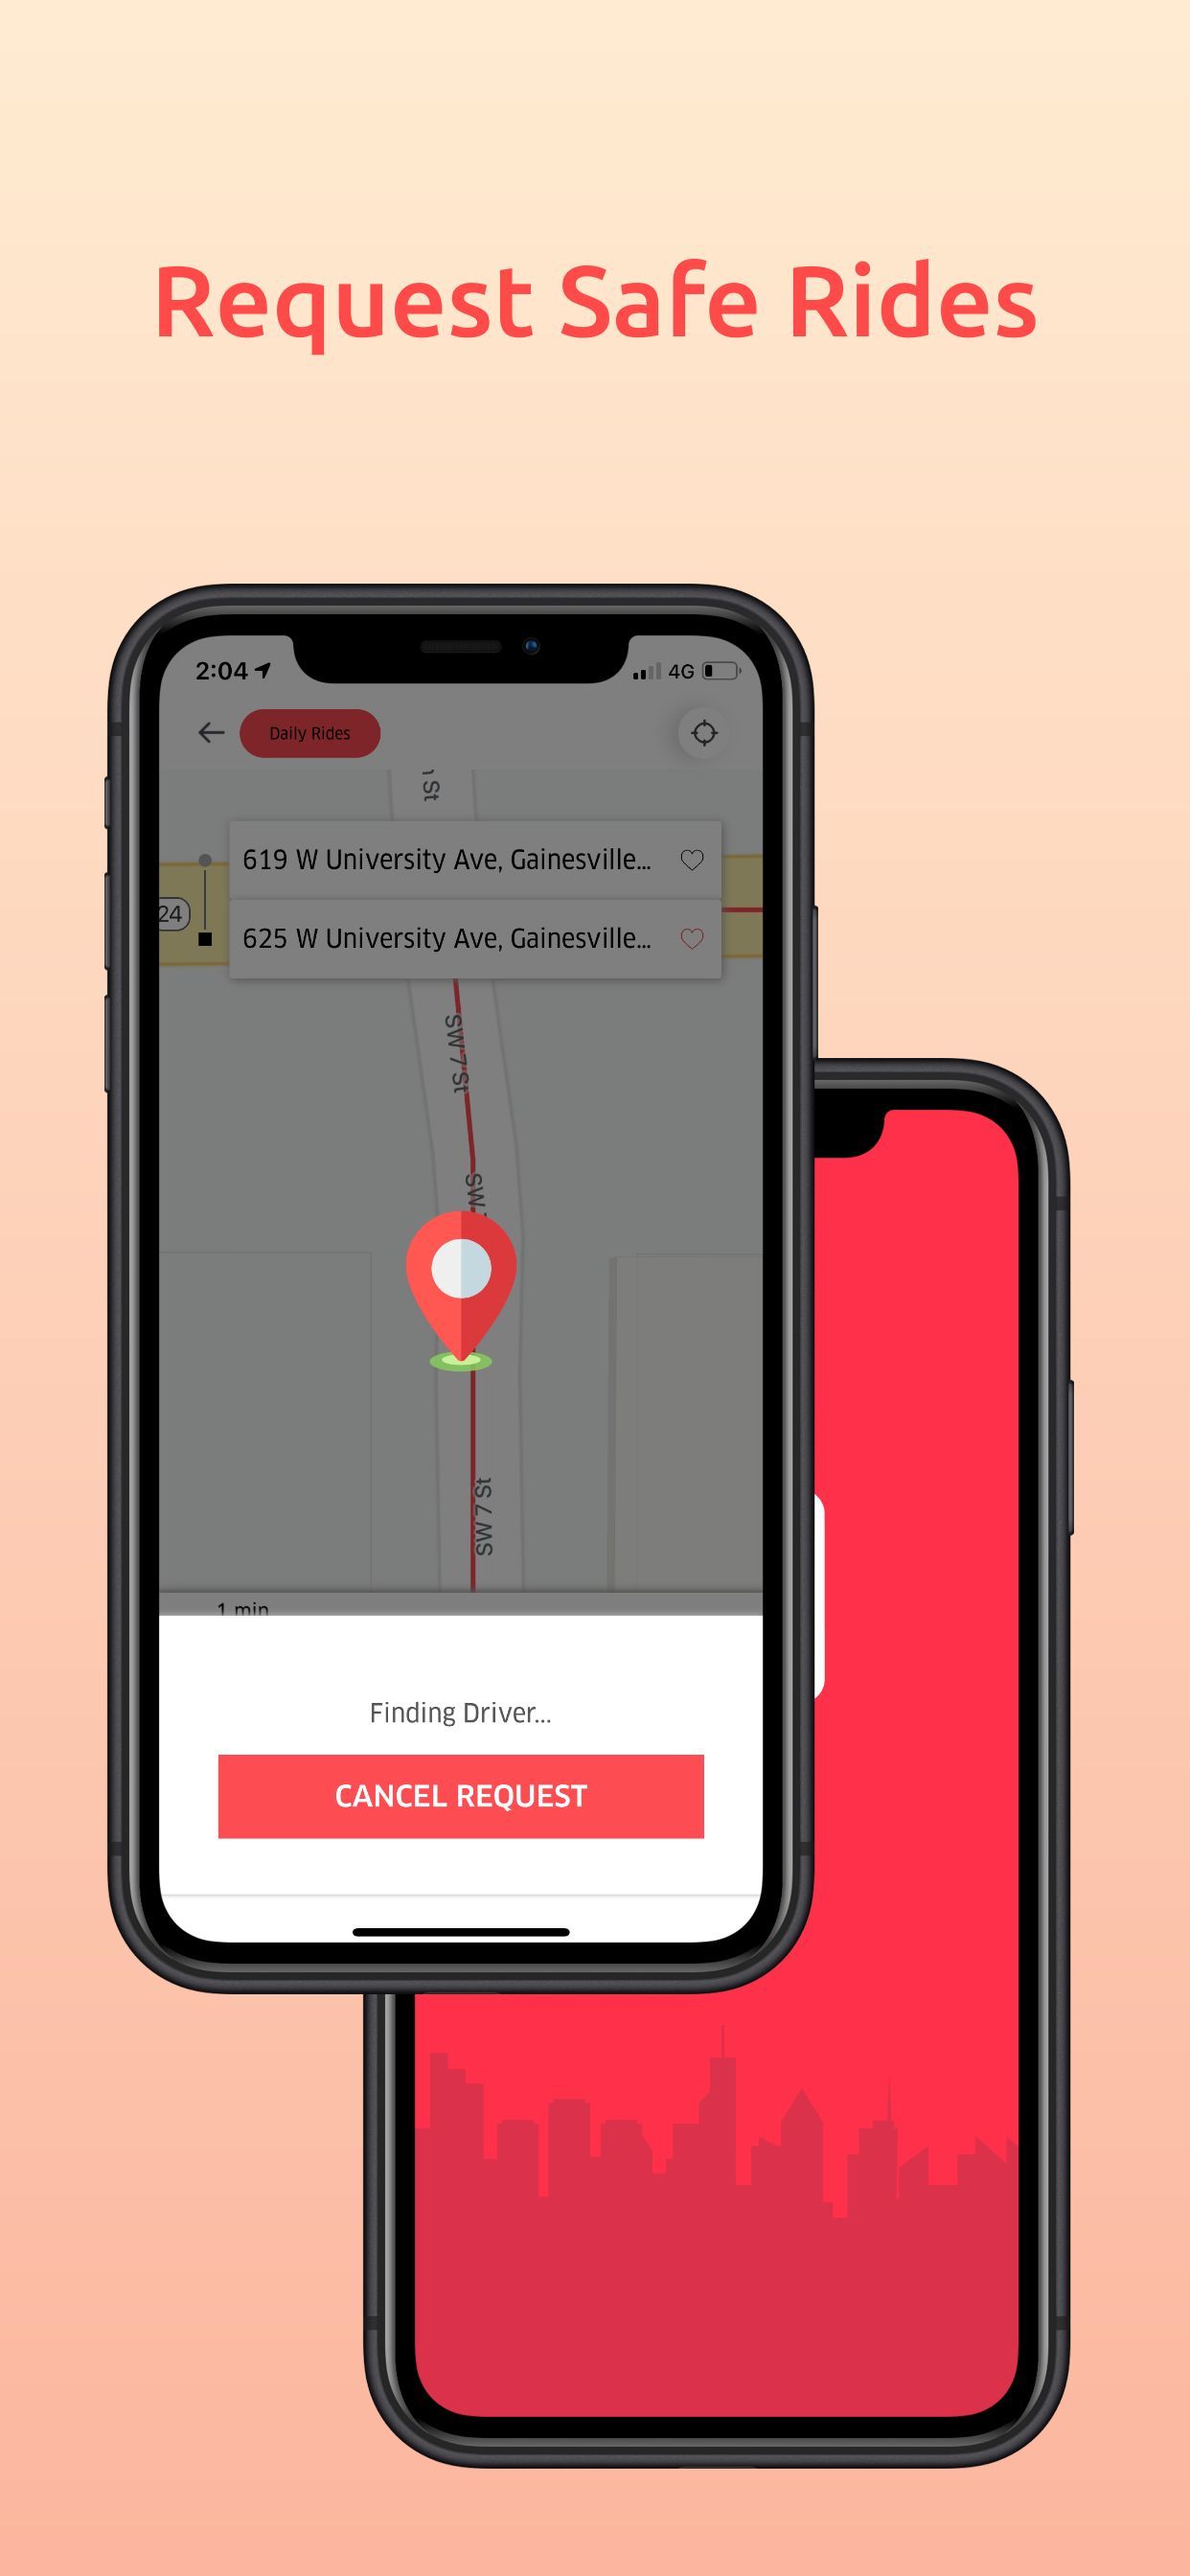 Request Safe Rides
2:04
4G
Daily Rides
St
619 W University Ave, Gainesville...
24
625 W University Ave, Gainesville...
SW 7 St
SW
SW 7 St
1 min
Finding Driver...
CANCEL REQUEST